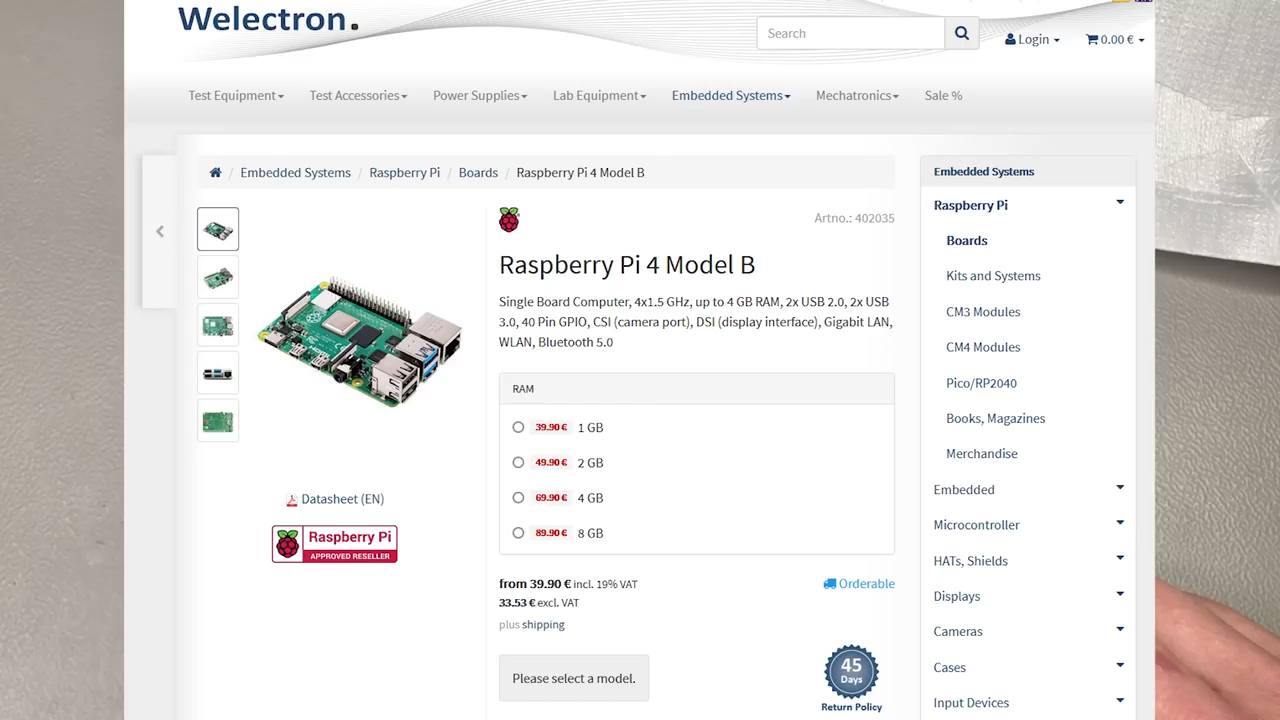 Welectron.
Search
Login
0.00 €
Test Equipment
Test Accessories
Power Supplies
Lab Equipment
Embedded Systems
Mechatronics
Sale %
/ Embedded Systems / Raspberry Pi / Boards / Raspberry Pi 4 Model B
Artno.: 402035
Raspberry Pi 4 Model B
Single Board Computer, 4x1.5 GHz, up to 4 GB RAM, 2x USB 2.0, 2x USB
3.0, 40 Pin GPIO, CSI (camera port), DSI (display interface), Gigabit LAN,
WLAN, Bluetooth 5.0
RAM
39.90 € 1 GB
49.90 € 2 GB
69.90 € 4 GB
89.90 € 8 GB
Datasheet (EN)
Raspberry Pi
APPROVED RESELLER
from 39.90 € incl. 19% VAT
Orderable
33.53 € excl. VAT
plus shipping
Please select a model.
45
Days
Return Policy
Embedded Systems
Raspberry Pi
Boards
Kits and Systems
CM3 Modules
CM4 Modules
Pico/RP2040
Books, Magazines
Merchandise
Embedded
Microcontroller
HATs, Shields
Displays
Cameras
Cases
Input Devices